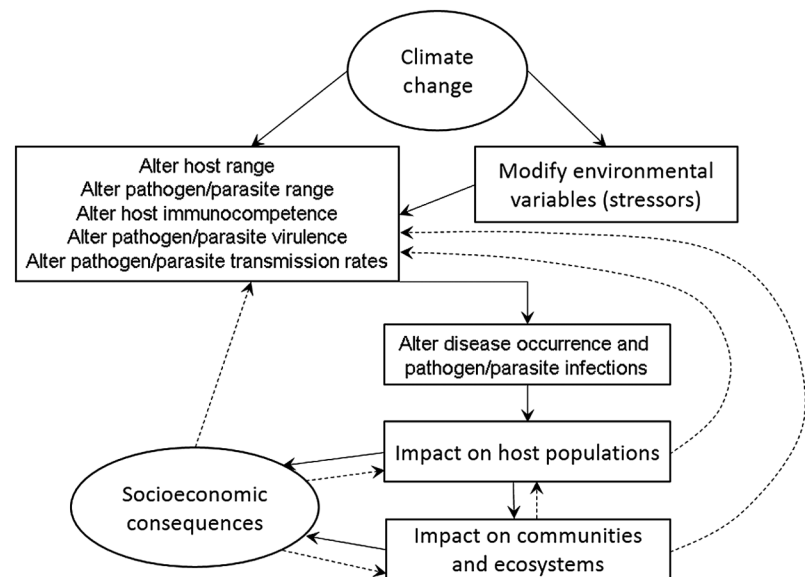 Climate
change
Alter host range
Alter pathogen/parasite range
Alter host immunocompetence
Alter pathogen/parasite virulence
Alter pathogen/parasite transmission rates
Modify environmental
variables (stressors)
Alter disease occurrence and
pathogen/parasite infections
Impact on host populations
Socioeconomic
consequences
Impact on communities
and ecosystems